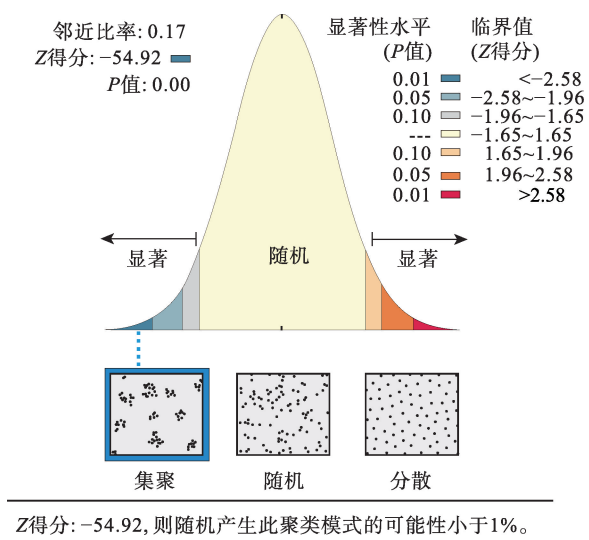 邻近比率: 0.17
Z得分: −54.92
P值: 0.00
显著性水平 临界值
(P值) (Z得分)
0.01 <−2.58
0.05 −2.58~−1.96
0.10 −1.96~−1.65
--- −1.65~1.65
0.10 1.65~1.96
0.05 1.96~2.58
0.01 >2.58
显著 随机 显著
集聚 随机 分散
Z得分: −54.92, 则随机产生此聚类模式的可能性小于1%。